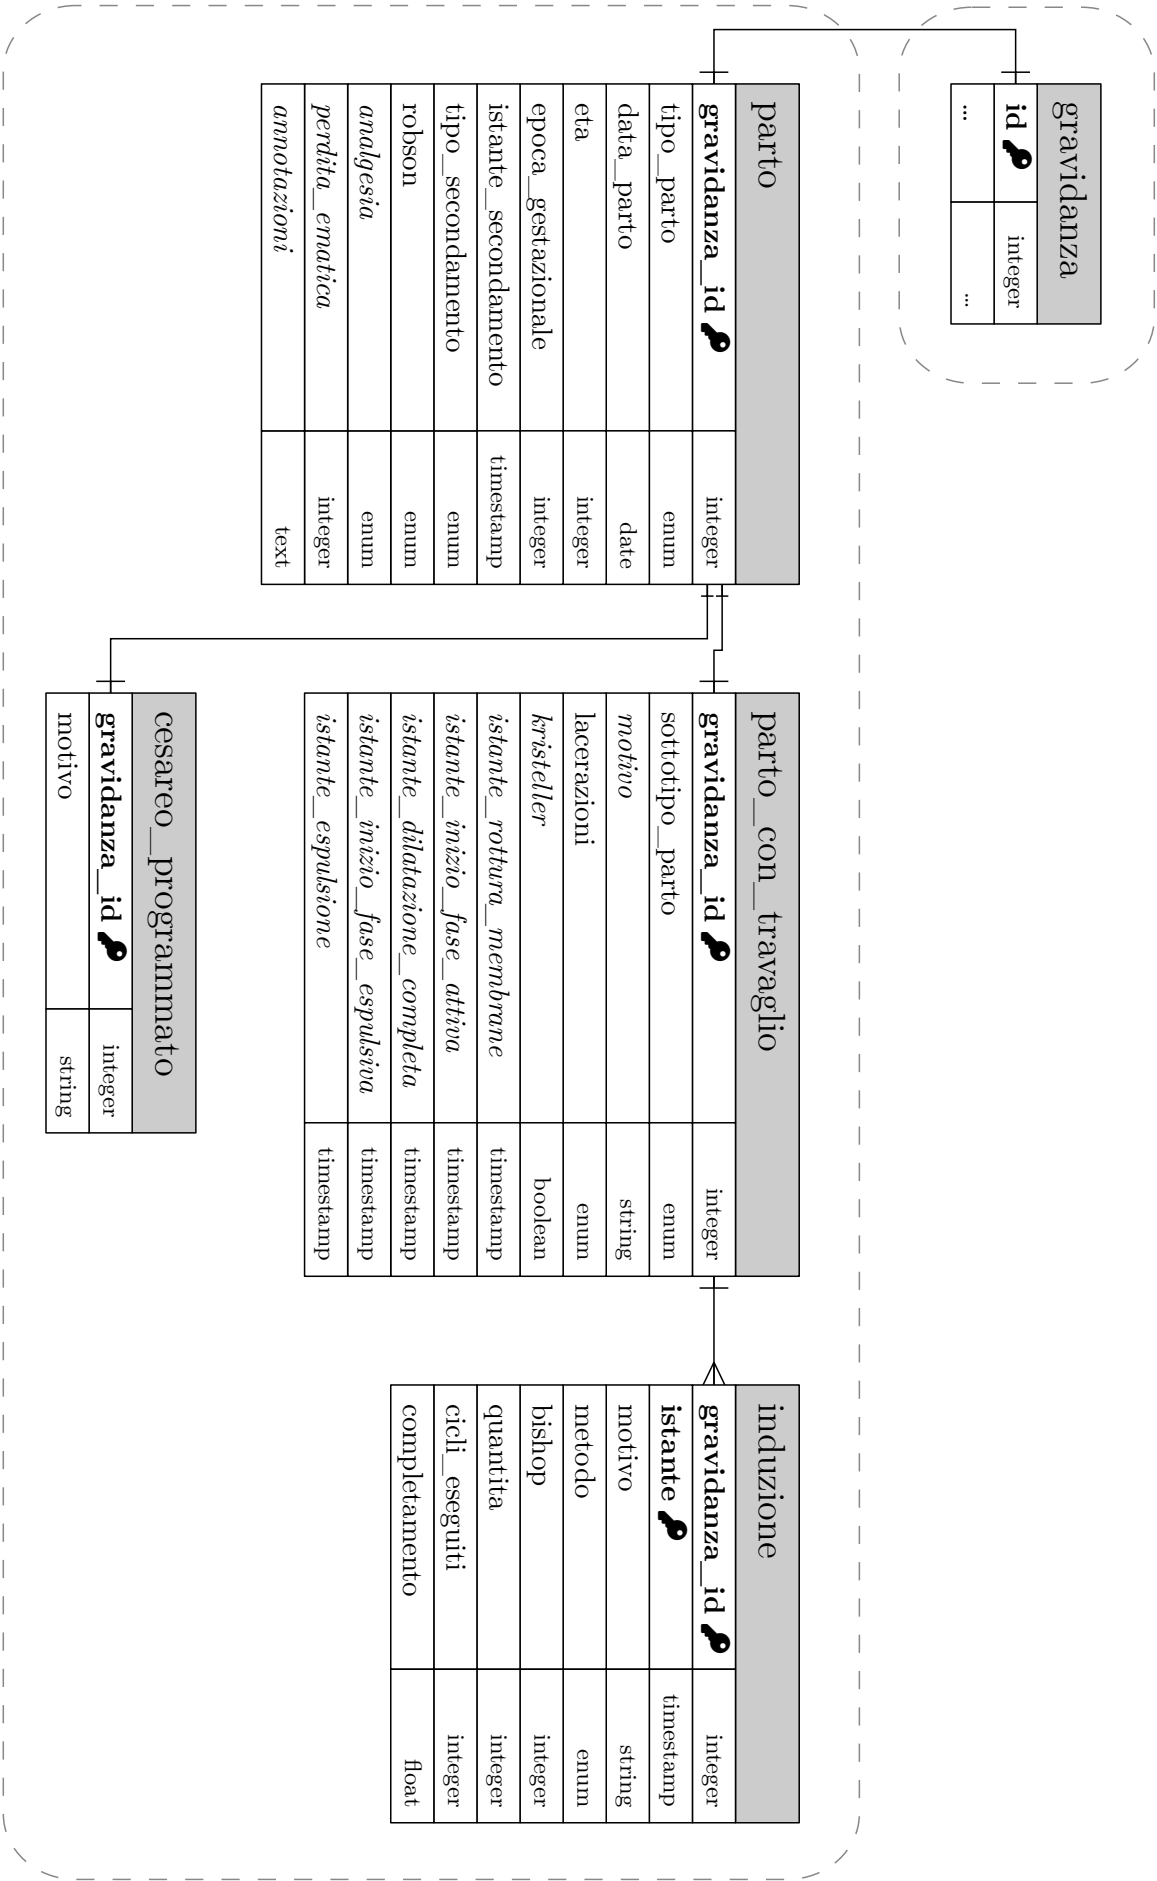 gravidanza
id integer
... ...
parto
gravidanza_id integer
tipo_parto enum
data_parto date
eta integer
epoca_gestazionale integer
istante_secondamento timestamp
tipo_secondamento enum
robson enum
analgesia enum
perdita_ematica integer
annotazioni text
parto_con_travaglio
gravidanza_id integer
sottotipo_parto enum
motivo string
lacerazioni enum
kristeller boolean
istante_rottura_membrane timestamp
istante_inizio_fase_attiva timestamp
istante_dilatazione_completa timestamp
istante_inizio_fase_espulsiva timestamp
istante_espulsione timestamp
induzione
gravidanza_id integer
istante timestamp
motivo string
metodo enum
bishop integer
quantita integer
cicli_eseguiti integer
completamento float
cesareo_programmato
gravidanza_id integer
motivo string